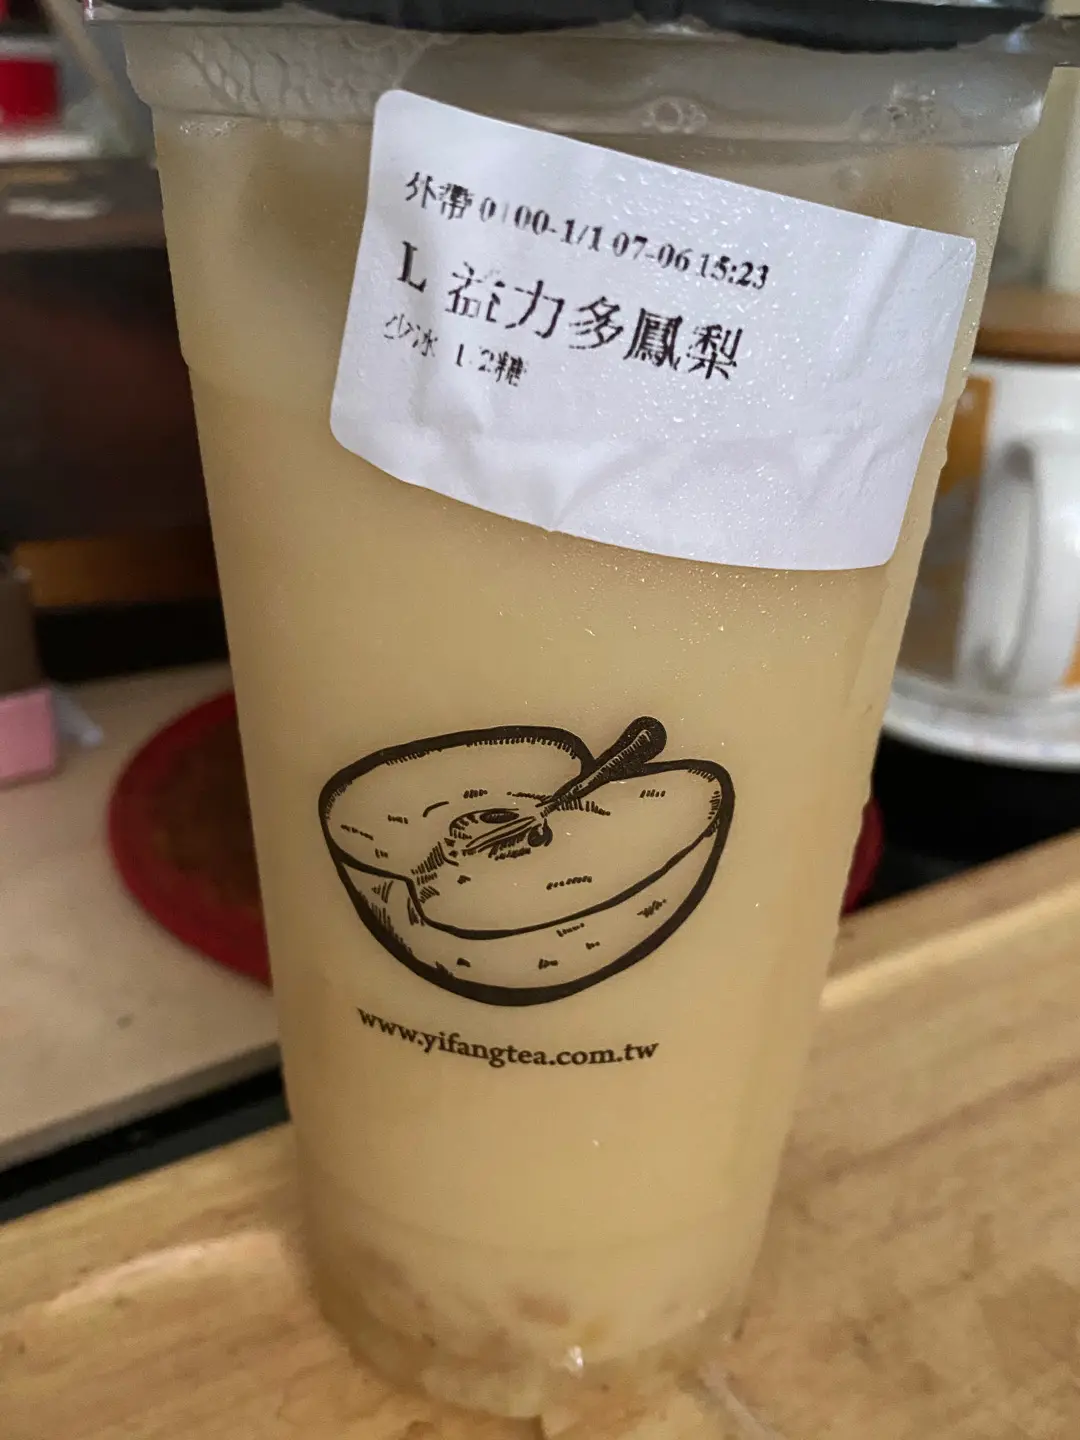 外帶 0100-1/1 07-06 15:23
L 益力多鳳梨
少冰 1/2糖
www.yifangtea.com.tw